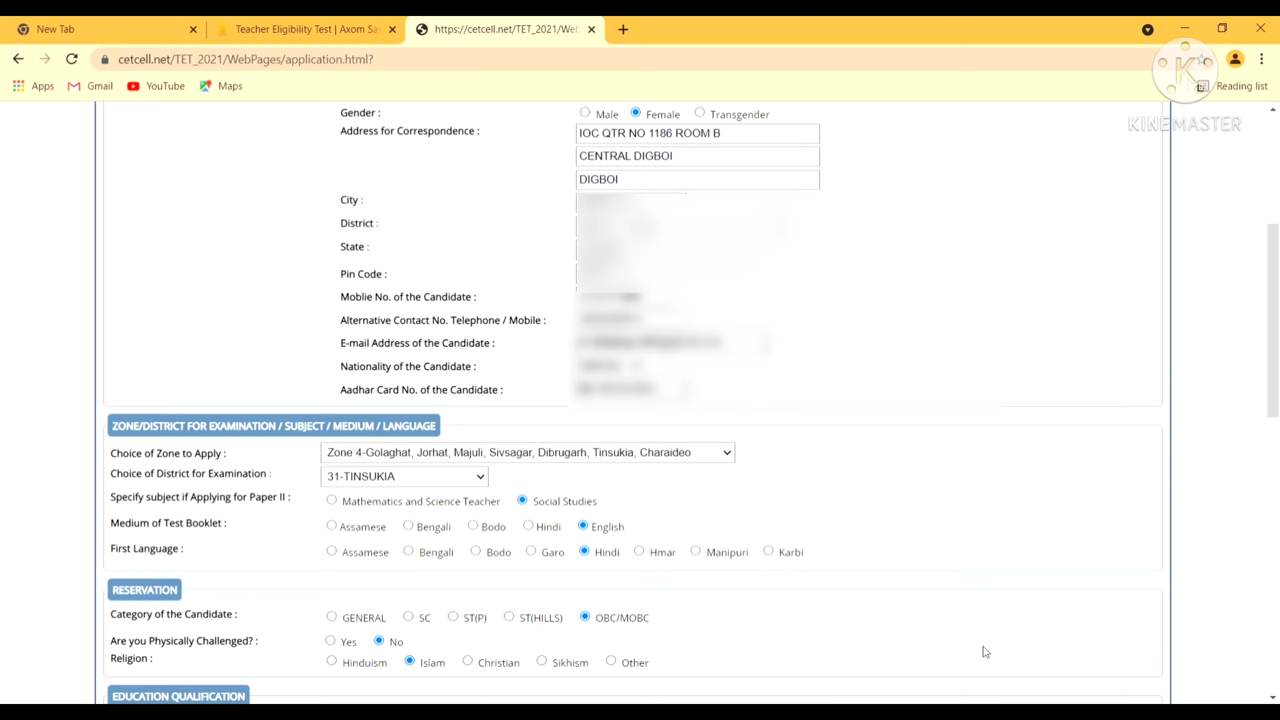 New Tab
Teacher Eligibility Test | Axom Sa
https://cetcell.net/TET_2021/We
cetcell.net/TET_2021/WebPages/application.html?
Apps Gmail YouTube Maps Reading list
K
KINEMASTER
Gender : Male Female Transgender
Address for Correspondence : IOC QTR NO 1186 ROOM B
CENTRAL DIGBOI
DIGBOI
City :
District :
State :
Pin Code :
Moblie No. of the Candidate :
Alternative Contact No. Telephone / Mobile :
E-mail Address of the Candidate :
Nationality of the Candidate :
Aadhar Card No. of the Candidate :
ZONE/DISTRICT FOR EXAMINATION / SUBJECT / MEDIUM / LANGUAGE
Choice of Zone to Apply : Zone 4-Golaghat, Jorhat, Majuli, Sivsagar, Dibrugarh, Tinsukia, Charaideo
Choice of District for Examination : 31-TINSUKIA
Specify subject if Applying for Paper II : Mathematics and Science Teacher Social Studies
Medium of Test Booklet : Assamese Bengali Bodo Hindi English
First Language : Assamese Bengali Bodo Garo Hindi Hmar Manipuri Karbi
RESERVATION
Category of the Candidate : GENERAL SC ST(P) ST(HILLS) OBC/MOBC
Are you Physically Challenged? : Yes No
Religion : Hinduism Islam Christian Sikhism Other
EDUCATION QUALIFICATION